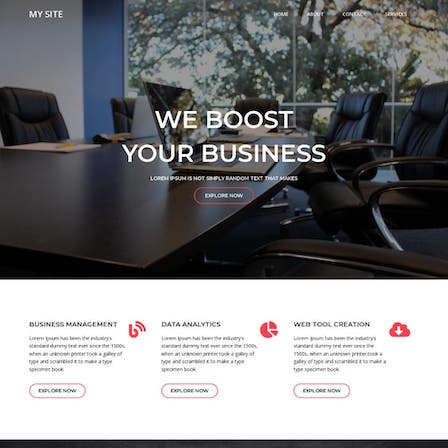 MY SITE
HOME
ABOUT
CONTACT
SERVICES
WE BOOST
YOUR BUSINESS
LOREM IPSUM IS NOT SIMPLY RANDOM TEXT THAT MAKES
EXPLORE NOW
BUSINESS MANAGEMENT
Lorem Ipsum has been the industry's
standard dummy text ever since the 1500s,
when an unknown printer took a galley of
type and scrambled it to make a type
specimen book.
EXPLORE NOW
DATA ANALYTICS
Lorem Ipsum has been the industry's
standard dummy text ever since the 1500s,
when an unknown printer took a galley of
type and scrambled it to make a type
specimen book.
EXPLORE NOW
WEB TOOL CREATION
Lorem Ipsum has been the industry's
standard dummy text ever since the 1500s,
when an unknown printer took a galley of
type and scrambled it to make a type
specimen book.
EXPLORE NOW